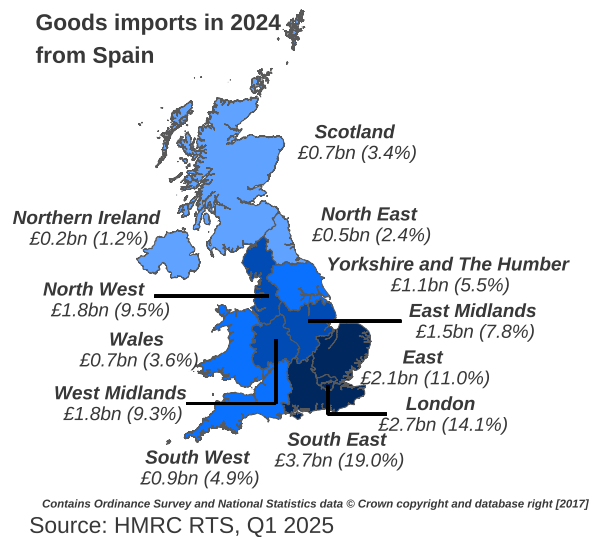 Goods imports in 2024
from Spain
Scotland
£0.7bn (3.4%)
Northern Ireland
£0.2bn (1.2%)
North East
£0.5bn (2.4%)
Yorkshire and The Humber
£1.1bn (5.5%)
North West
£1.8bn (9.5%)
East Midlands
£1.5bn (7.8%)
Wales
£0.7bn (3.6%)
East
£2.1bn (11.0%)
West Midlands
£1.8bn (9.3%)
London
£2.7bn (14.1%)
South East
£3.7bn (19.0%)
South West
£0.9bn (4.9%)
Contains Ordinance Survey and National Statistics data © Crown copyright and database right [2017]
Source: HMRC RTS, Q1 2025